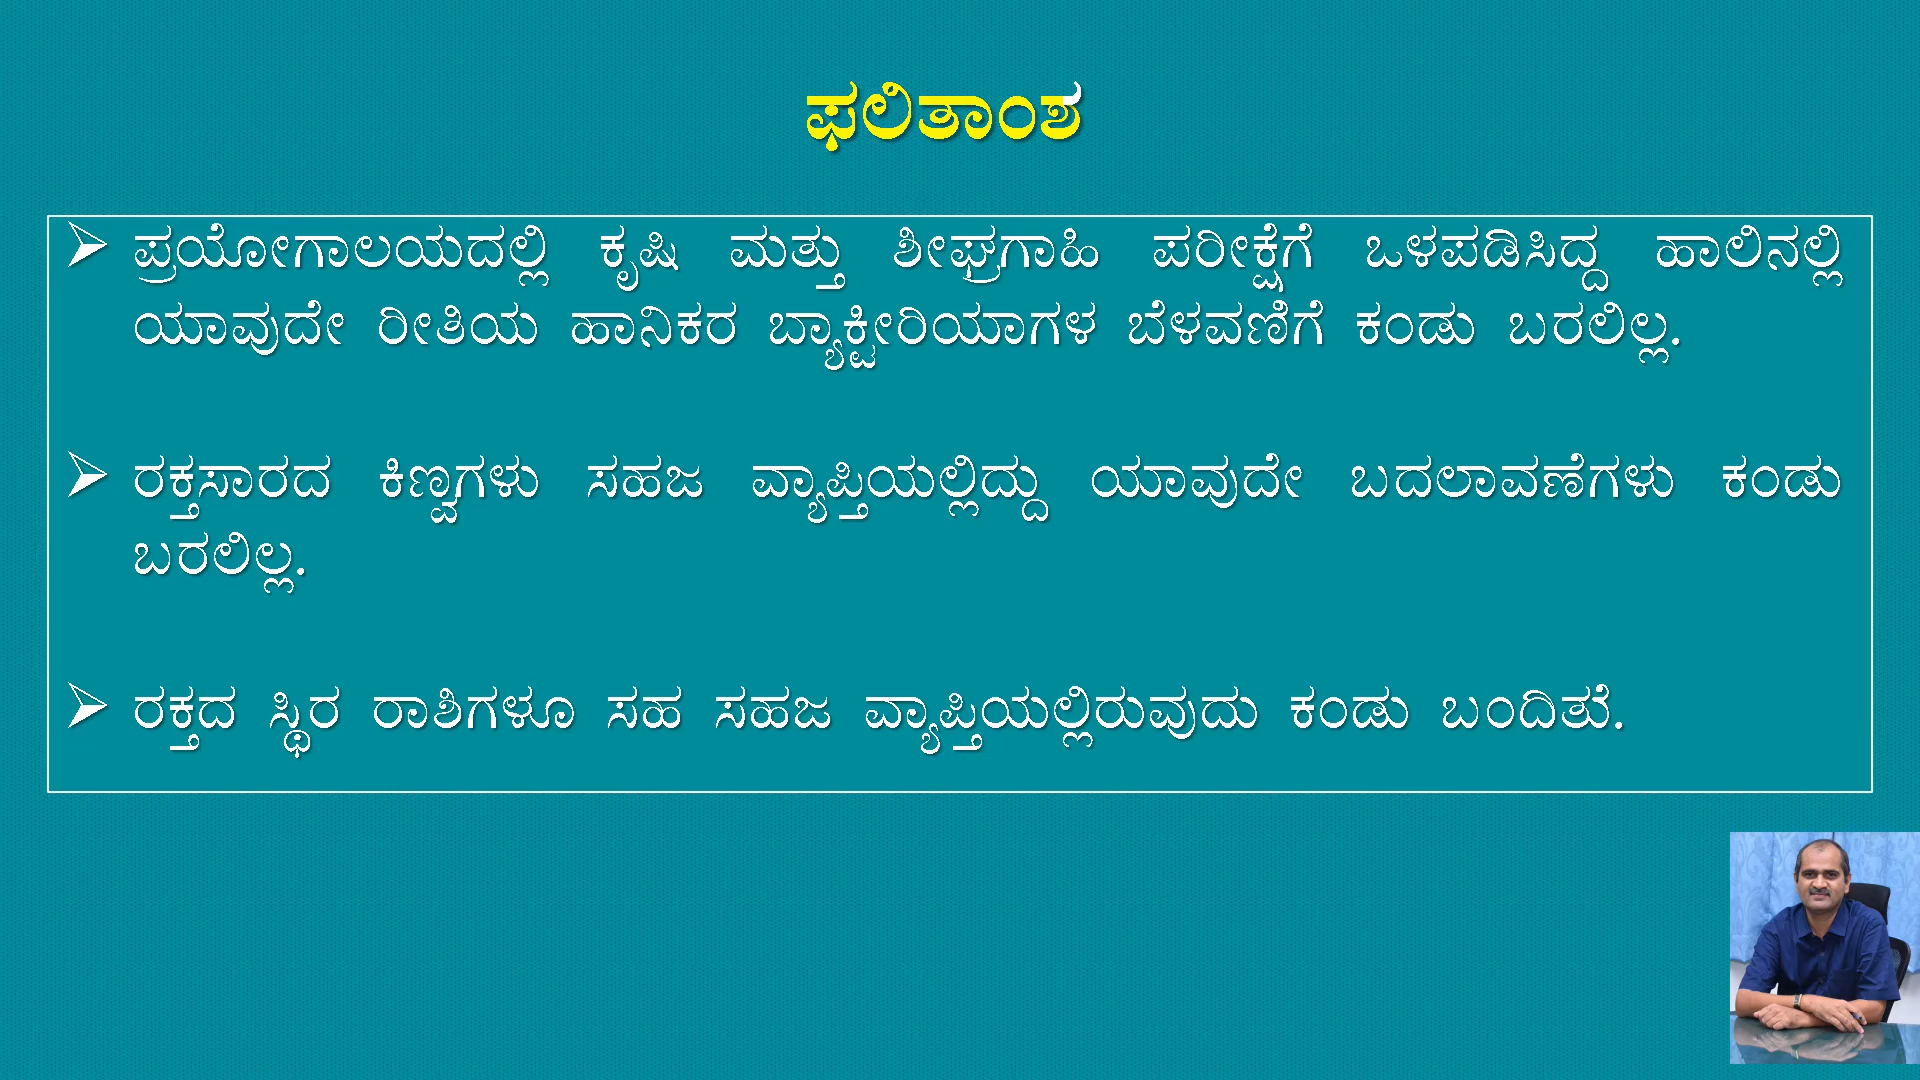 ಫಲಿತಾಂಶ
➢ ಪ್ರಯೋಗಾಲಯದಲ್ಲಿ ಕೃಷಿ ಮತ್ತು ಶೀಘ್ರಗಾಹಿ ಪರೀಕ್ಷೆಗೆ ಒಳಪಡಿಸಿದ್ದ ಹಾಲಿನಲ್ಲಿ
ಯಾವುದೇ ರೀತಿಯ ಹಾನಿಕರ ಬ್ಯಾಕ್ಟೀರಿಯಾಗಳ ಬೆಳವಣಿಗೆ ಕಂಡು ಬರಲಿಲ್ಲ.
➢ ರಕ್ತಸಾರದ ಕಿಣ್ವಗಳು ಸಹಜ ವ್ಯಾಪ್ತಿಯಲ್ಲಿದ್ದು ಯಾವುದೇ ಬದಲಾವಣೆಗಳು ಕಂಡು
ಬರಲಿಲ್ಲ.
➢ ರಕ್ತದ ಸ್ಥಿರ ರಾಶಿಗಳೂ ಸಹ ಸಹಜ ವ್ಯಾಪ್ತಿಯಲ್ಲಿರುವುದು ಕಂಡು ಬಂದಿತು.